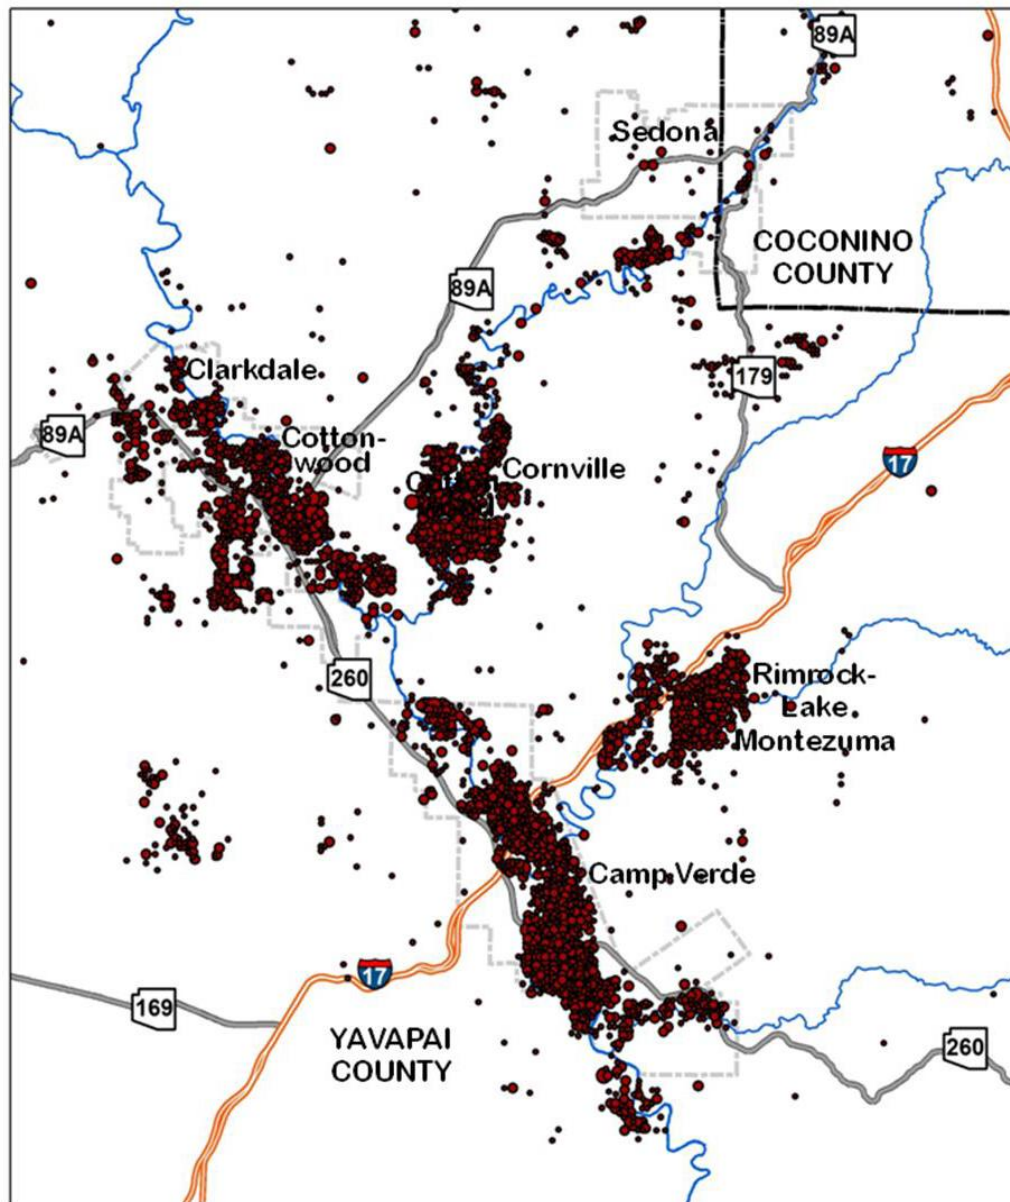 89A
Sedona
COCONINO
COUNTY
89A
Clarkdale
179
89A
Cotton-
wood
Cornville
17
260
Rimrock-
Lake
Montezuma
Camp Verde
17
169
YAVAPAI
COUNTY
260